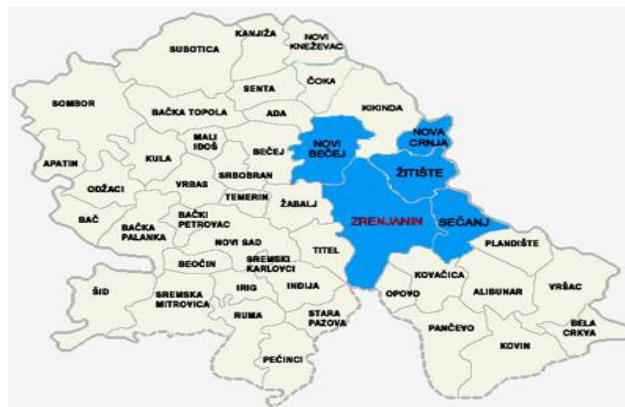 KANJIŽA
NOVI
KNEŽEVAC
SUBOTICA
ČOKA
SENTA
SOMBOR
KIKINDA
BAČKA TOPOLA
ADA
MALI
IDOŠ
NOVI
BEČEJ
NOVA
CRNJA
BEČEJ
APATIN
KULA
ŽITIŠTE
SRBOBRAN
VRBAS
ODŽACI
TEMERIN
ŽABALJ
BAČ
BAČKI
PETROVAC
ZRENJANIN
SEČANJ
BAČKA
PALANKA
NOVI SAD
PLANDIŠTE
TITEL
BEOČIN
SREMSKI
KARLOVCI
KOVAČICA
ŠID
IRIG
INDIJA
OPOVO
ALIBUNAR
VRŠAC
SREMSKA
MITROVICA
RUMA
STARA
PAZOVA
PANČEVO
BELA
CRKVA
KOVIN
PEĆINCI